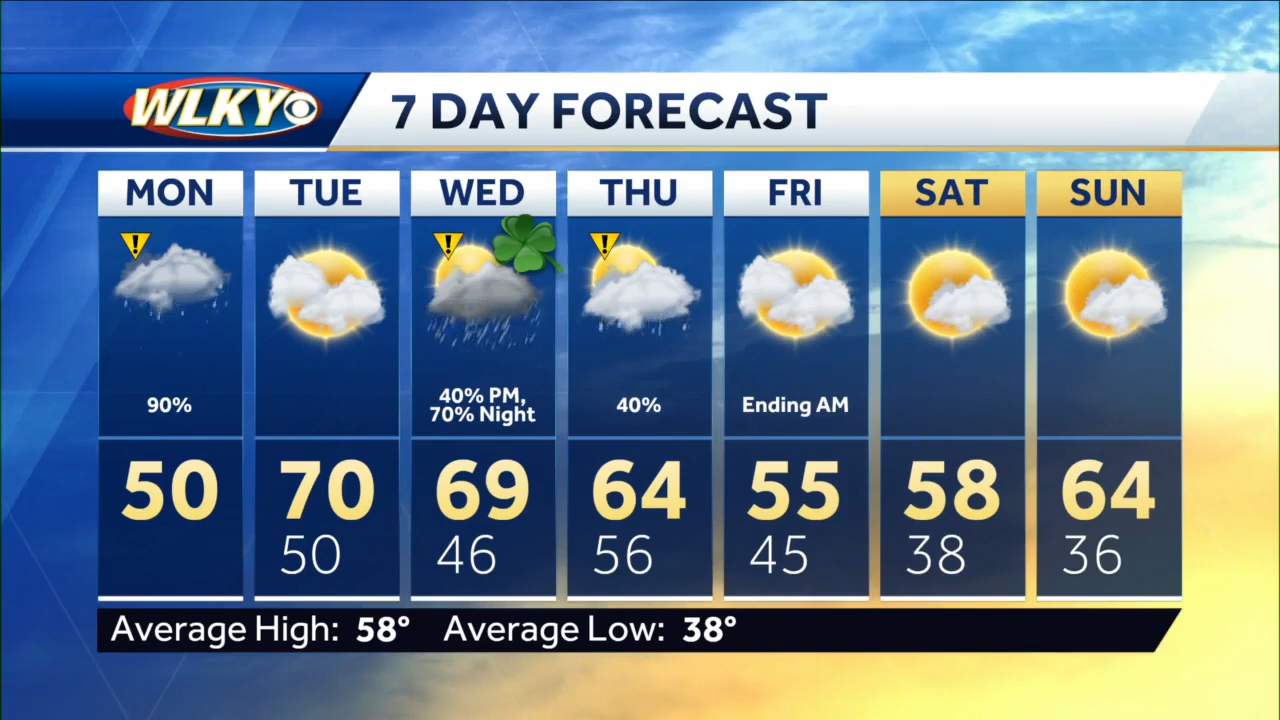 WLKY
7 DAY FORECAST
MON
!
90%
50
TUE
70
50
WED
!
40% PM,
70% Night
69
46
THU
!
40%
64
56
FRI
Ending AM
55
45
SAT
58
38
SUN
64
36
Average High: 58° Average Low: 38°